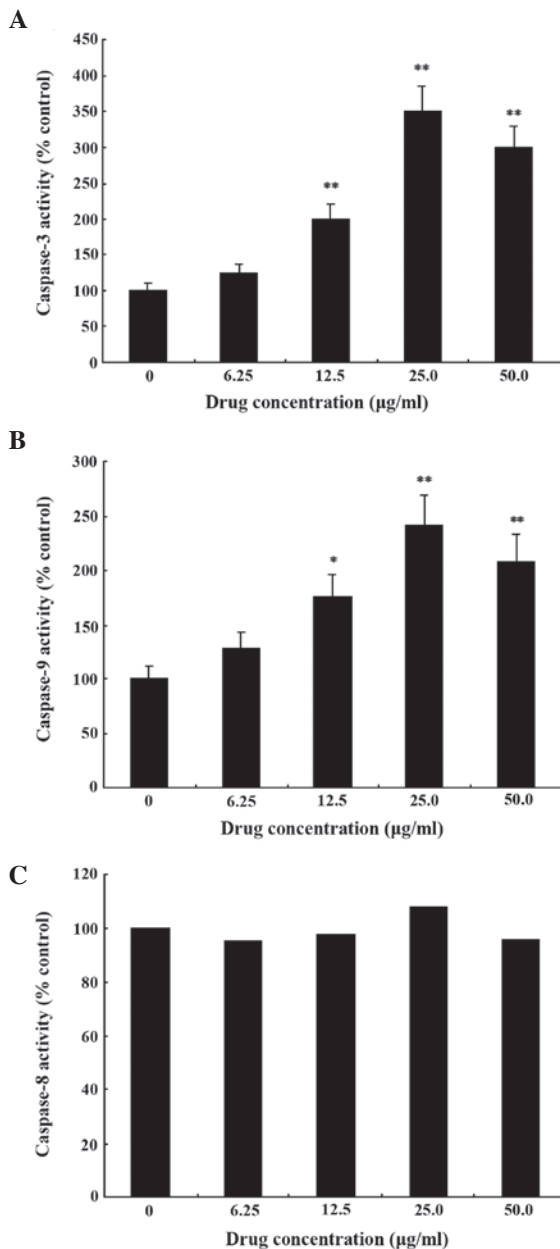 A
Caspase-3 activity (% control)
450
400
350
300
250
200
150
100
50
0
**
**
**
0 6.25 12.5 25.0 50.0
Drug concentration (μg/ml)
B
Caspase-9 activity (% control)
300
250
200
150
100
50
0
*
**
**
0 6.25 12.5 25.0 50.0
Drug concentration (μg/ml)
C
Caspase-8 activity (% control)
120
100
80
60
40
20
0
0 6.25 12.5 25.0 50.0
Drug concentration (μg/ml)